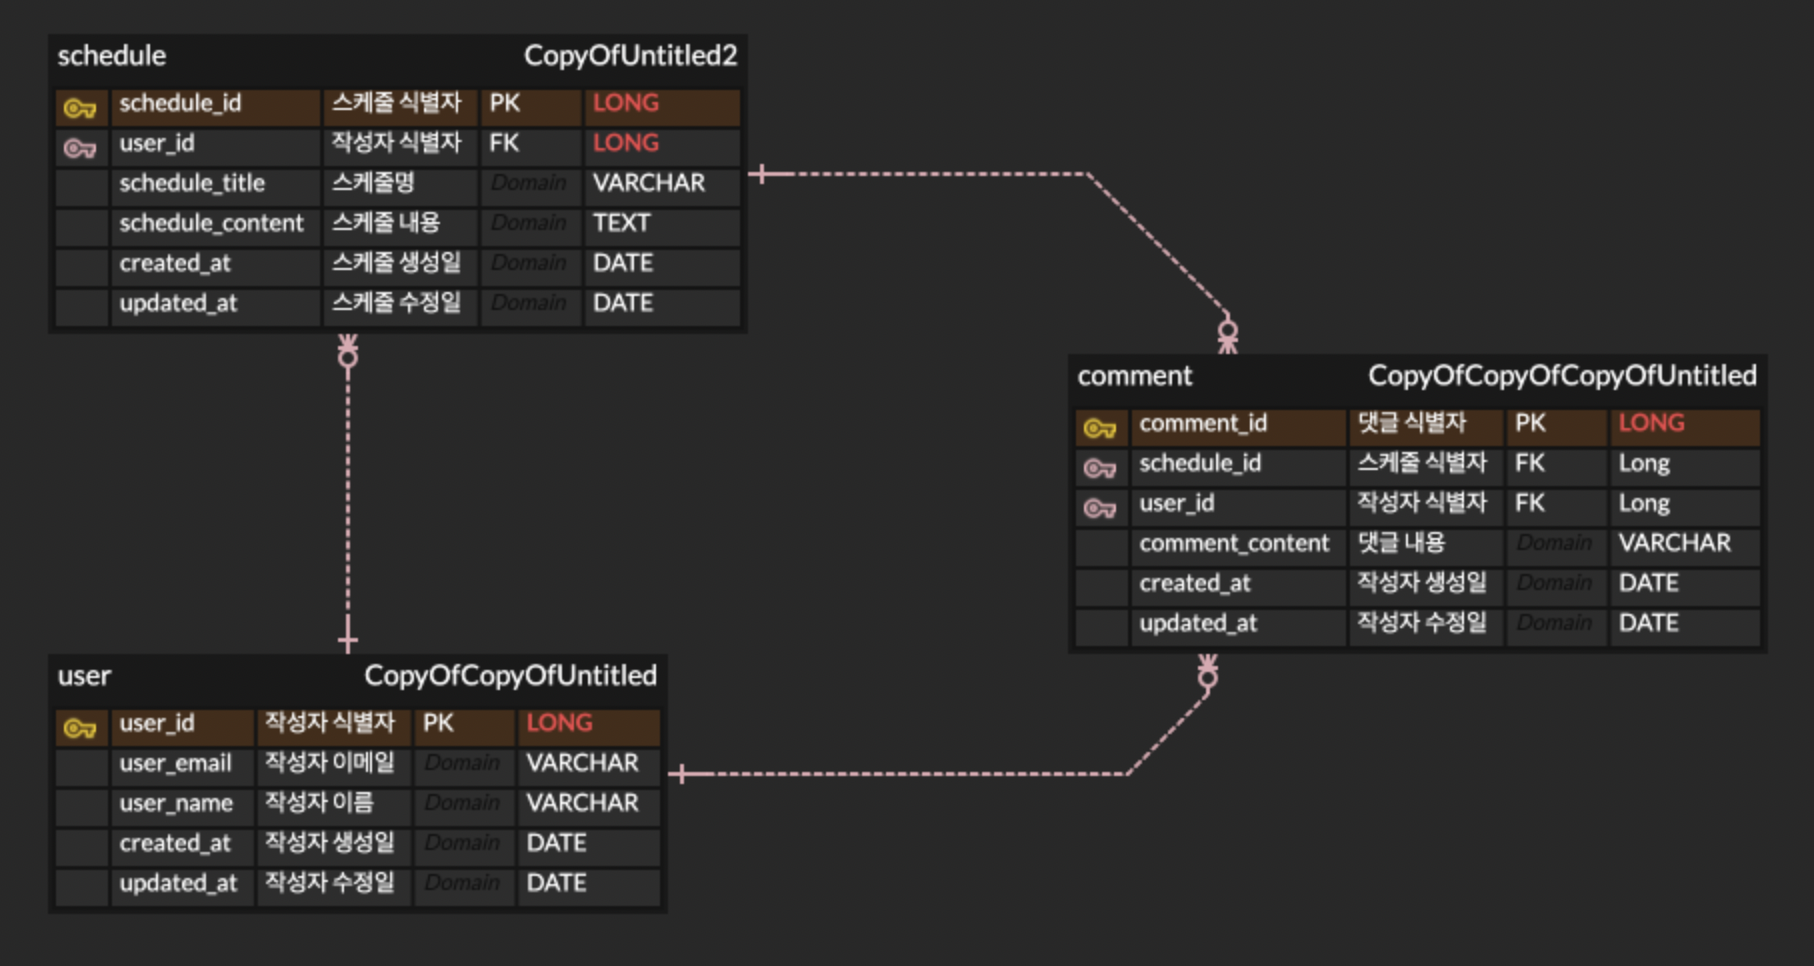 schedule CopyOfUntitled2
schedule_id 스케줄 식별자 PK LONG
user_id 작성자 식별자 FK LONG
schedule_title 스케줄명 Domain VARCHAR
schedule_content 스케줄 내용 Domain TEXT
created_at 스케줄 생성일 Domain DATE
updated_at 스케줄 수정일 Domain DATE
comment CopyOfCopyOfCopyOfUntitled
comment_id 댓글 식별자 PK LONG
schedule_id 스케줄 식별자 FK Long
user_id 작성자 식별자 FK Long
comment_content 댓글 내용 Domain VARCHAR
created_at 작성자 생성일 Domain DATE
updated_at 작성자 수정일 Domain DATE
user CopyOfCopyOfUntitled
user_id 작성자 식별자 PK LONG
user_email 작성자 이메일 Domain VARCHAR
user_name 작성자 이름 Domain VARCHAR
created_at 작성자 생성일 Domain DATE
updated_at 작성자 수정일 Domain DATE